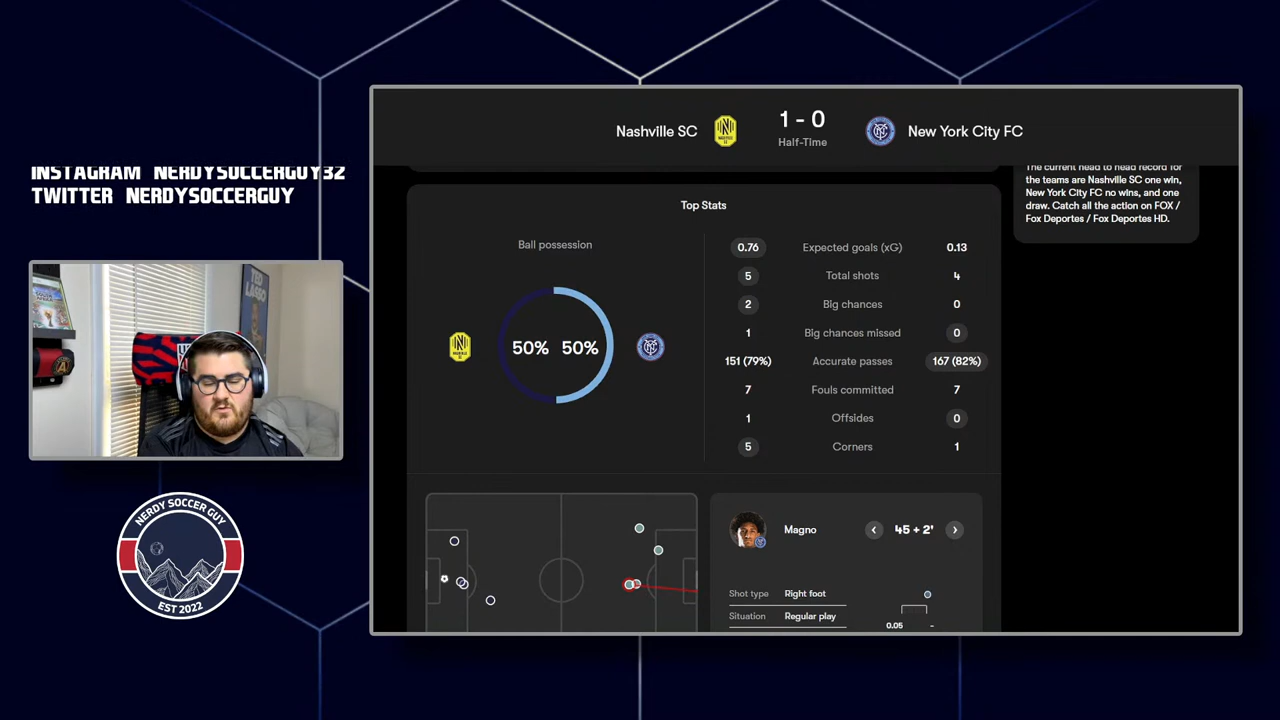 INSTAGRAM NERDYSOCCERGUY32
TWITTER NERDYSOCCERGUY
TED
LASSO
NERDY SOCCER GUY
EST 2022
Nashville SC
1 - 0
Half-Time
New York City FC
The current head to head record for
the teams are Nashville SC one win,
New York City FC no wins, and one
draw. Catch all the action on FOX /
Fox Deportes / Fox Deportes HD.
Top Stats
Ball possession
50% 50%
0.76 Expected goals (xG) 0.13
5 Total shots 4
2 Big chances 0
1 Big chances missed 0
151 (79%) Accurate passes 167 (82%)
7 Fouls committed 7
1 Offsides 0
5 Corners 1
Magno
45 + 2'
Shot type Right foot
Situation Regular play
0.05 -